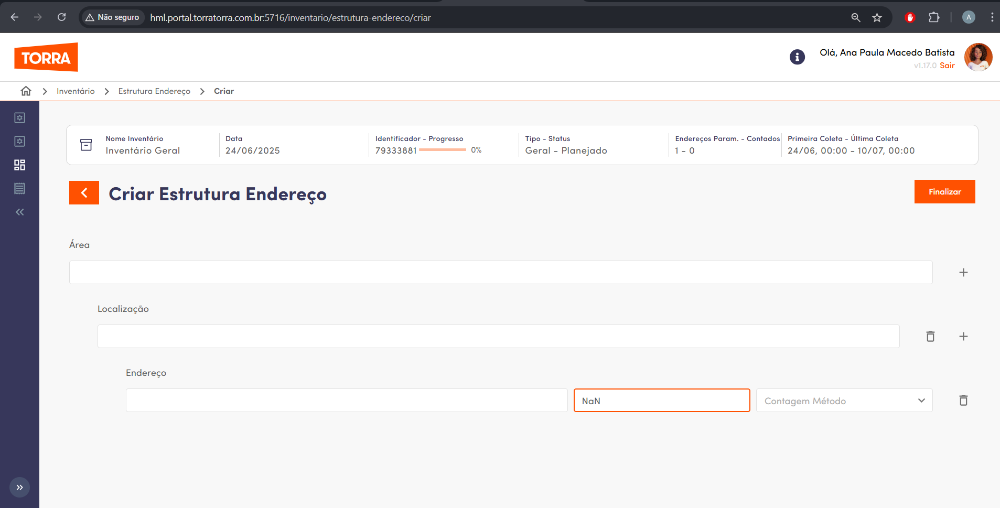 Não seguro
hml.portal.torratorra.com.br:5716/inventario/estrutura-endereco/criar
A
TORRA
Olá, Ana Paula Macedo Batista
v1.17.0 Sair
Inventário
Estrutura Endereço
Criar
Nome Inventário
Inventário Geral
Data
24/06/2025
Identificador - Progresso
79333881 0%
Tipo - Status
Geral - Planejado
Endereços Param. - Contados
1 - 0
Primeira Coleta - Última Coleta
24/06, 00:00 - 10/07, 00:00
Criar Estrutura Endereço
Finalizar
Área
Localização
Endereço
NaN
Contagem Método